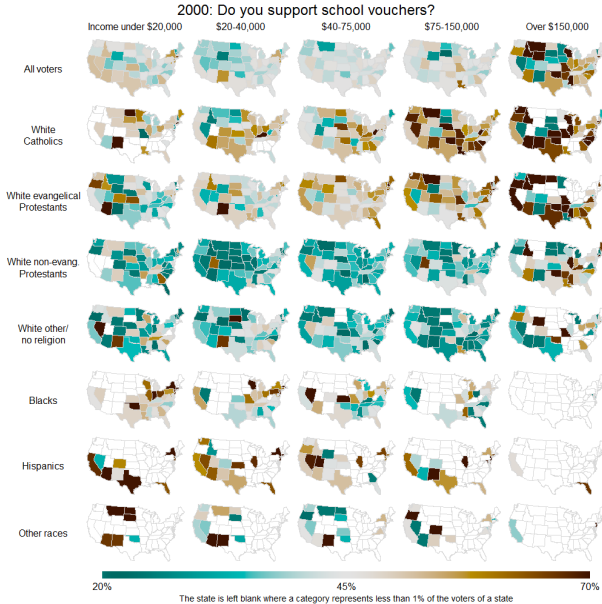 2000: Do you support school vouchers?
Income under $20,000 $20-40,000 $40-75,000 $75-150,000 Over $150,000
All voters
White
Catholics
White evangelical
Protestants
White non-evang.
Protestants
White other/
no religion
Blacks
Hispanics
Other races
20% 45% 70%
The state is left blank where a category represents less than 1% of the voters of a state